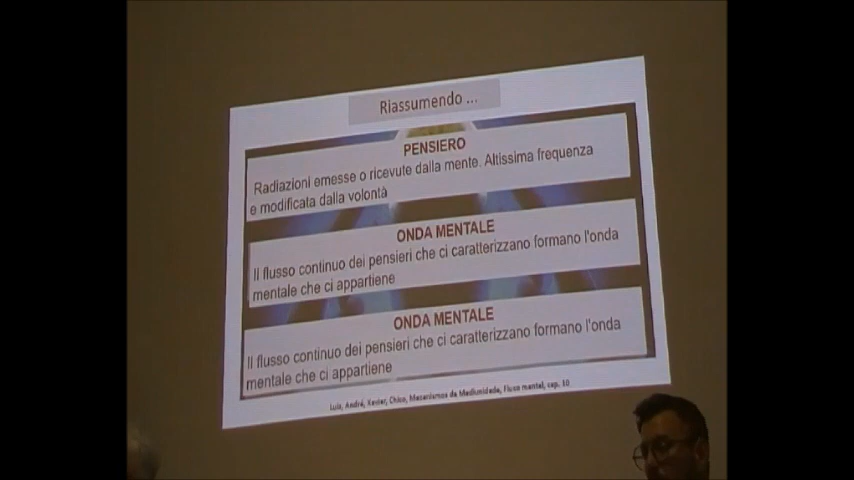 Riassumendo ...
PENSIERO
Radiazioni emesse o ricevute dalla mente. Altissima frequenza
e modificata dalla volontà
ONDA MENTALE
Il flusso continuo dei pensieri che ci caratterizzano formano l'onda
mentale che ci appartiene
ONDA MENTALE
Il flusso continuo dei pensieri che ci caratterizzano formano l'onda
mentale che ci appartiene
Luiz, André, Xavier, Chico, Mecanismos da Mediunidade, Fluxo mental, cap. 10